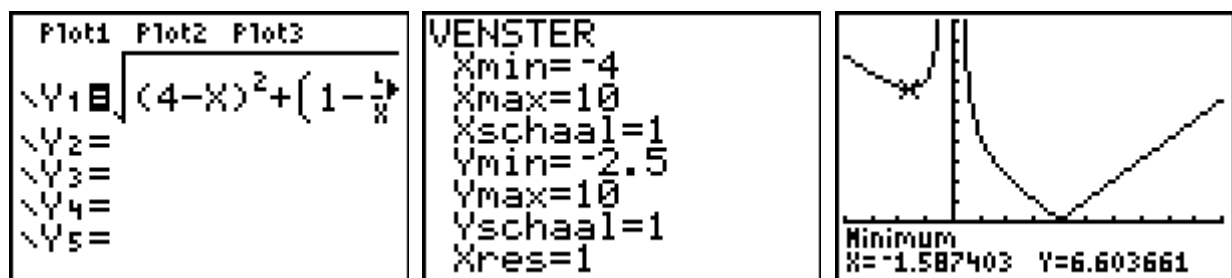 Plot1 Plot2 Plot3
\Y1=√(4-X)²+(1-4/X
\Y2=
\Y3=
\Y4=
\Y5=
VENSTER
Xmin=-4
Xmax=10
Xschaal=1
Ymin=-2.5
Ymax=10
Yschaal=1
Xres=1
Minimum
X=-1.587403 Y=6.603661